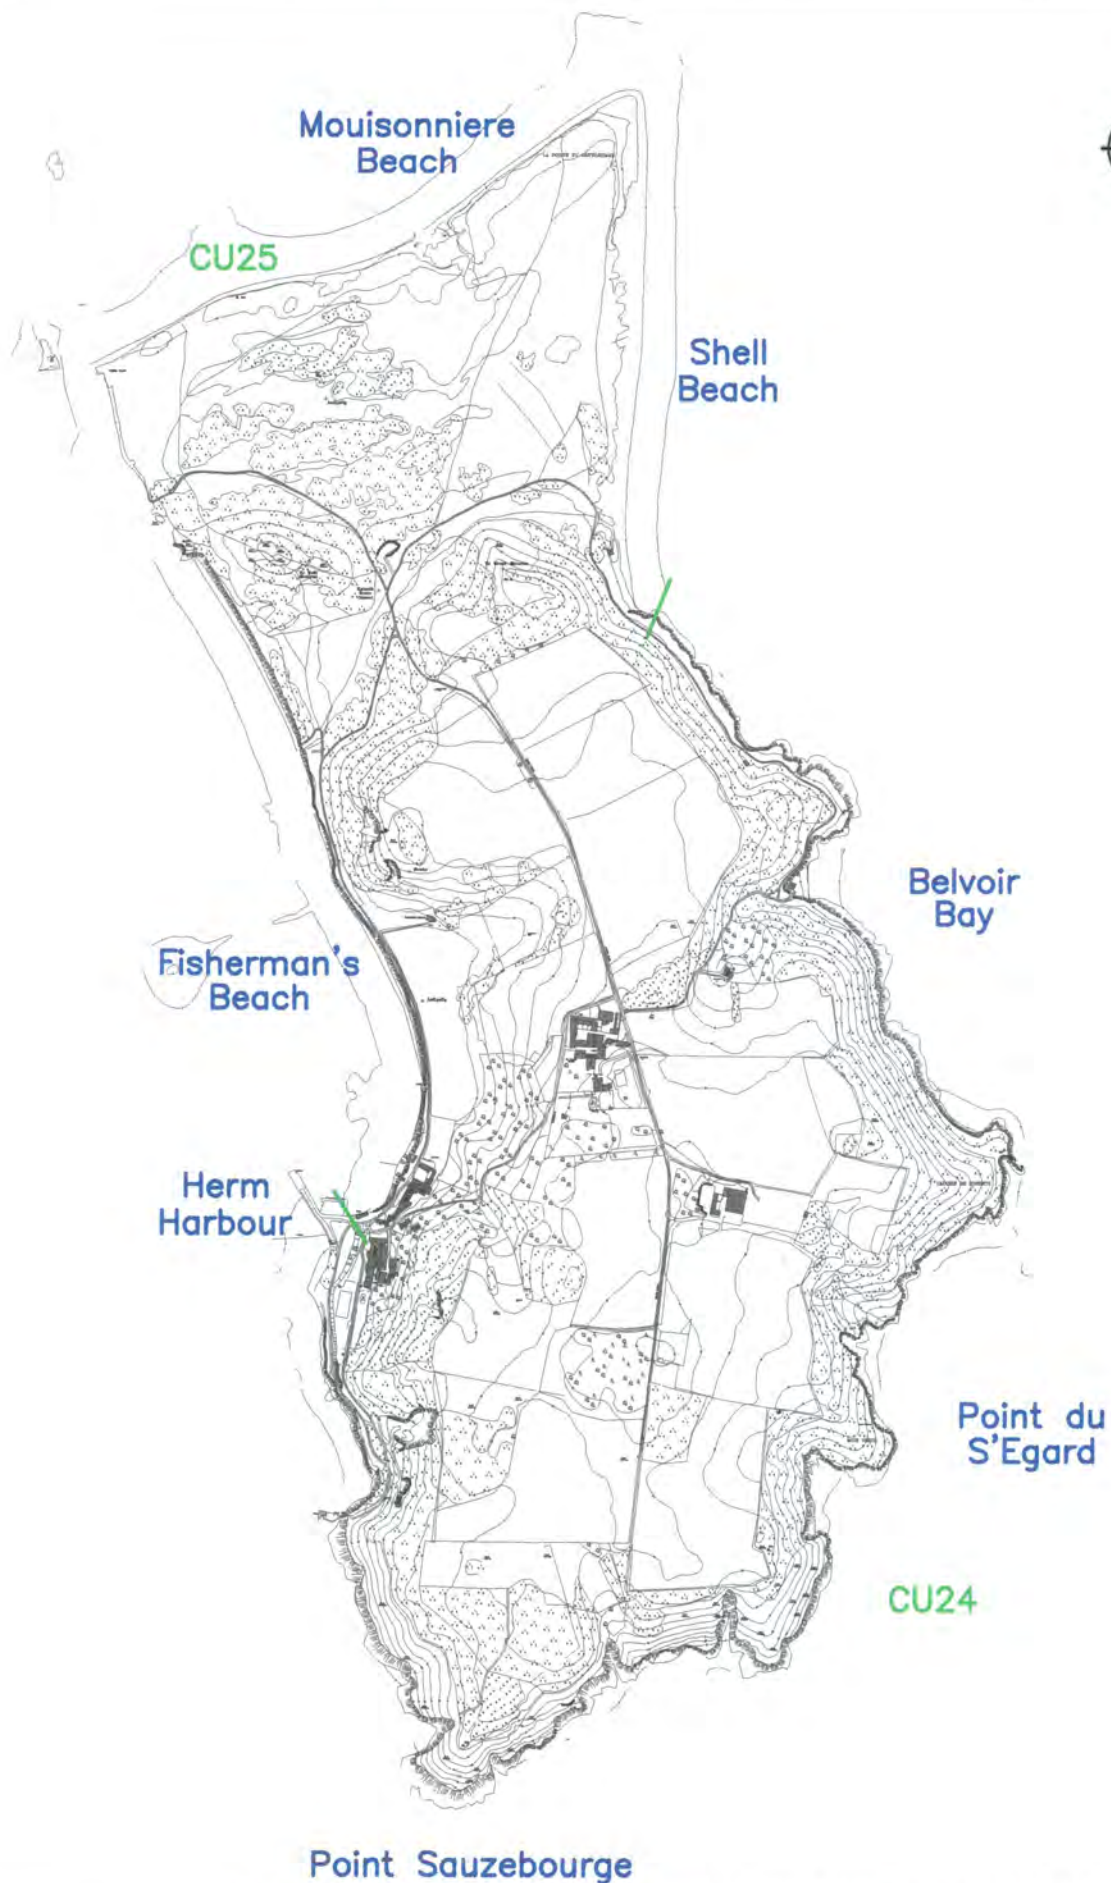 Mouisonniere
Beach
CU25
Shell
Beach
Belvoir
Bay
Fisherman's
Beach
Herm
Harbour
Point du
S'Egard
CU24
Point Sauzebourge